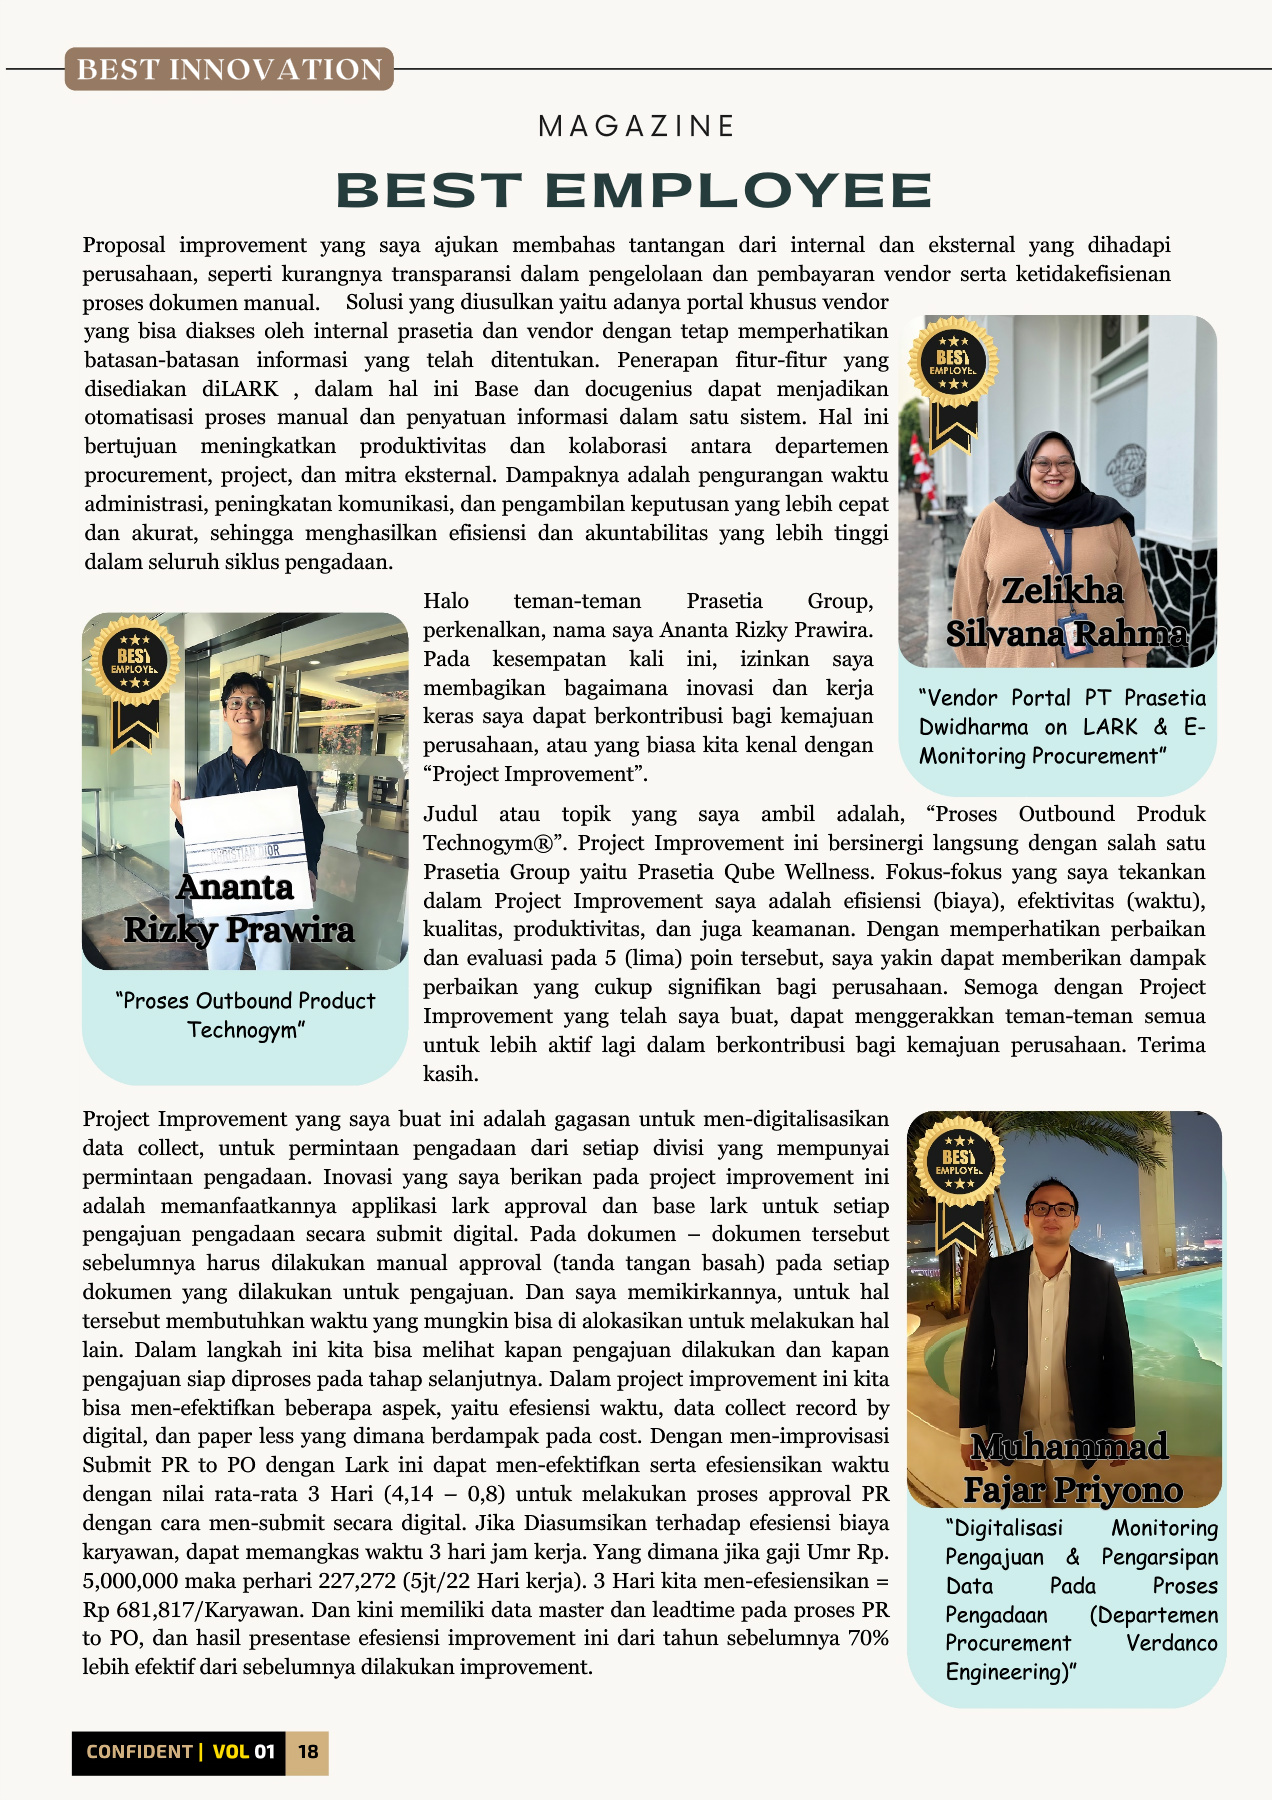 BEST INNOVATION
MAGAZINE
BEST EMPLOYEE
Proposal improvement yang saya ajukan membahas tantangan dari internal dan eksternal yang dihadapi
perusahaan, seperti kurangnya transparansi dalam pengelolaan dan pembayaran vendor serta ketidakefisienan
proses dokumen manual. Solusi yang diusulkan yaitu adanya portal khusus vendor
yang bisa diakses oleh internal prasetia dan vendor dengan tetap memperhatikan
batasan-batasan informasi yang telah ditentukan. Penerapan fitur-fitur yang
disediakan diLARK , dalam hal ini Base dan docugenius dapat menjadikan
otomatisasi proses manual dan penyatuan informasi dalam satu sistem. Hal ini
bertujuan meningkatkan produktivitas dan kolaborasi antara departemen
procurement, project, dan mitra eksternal. Dampaknya adalah pengurangan waktu
administrasi, peningkatan komunikasi, dan pengambilan keputusan yang lebih cepat
dan akurat, sehingga menghasilkan efisiensi dan akuntabilitas yang lebih tinggi
dalam seluruh siklus pengadaan.
BEST
EMPLOYEE
Zelikha
Silvana Rahma
“Vendor Portal PT Prasetia
Dwidharma on LARK & E-
Monitoring Procurement”
BEST
EMPLOYEE
CHRISTIAN DIOR
Ananta
Rizky Prawira
“Proses Outbound Product
Technogym”
Halo teman-teman Prasetia Group,
perkenalkan, nama saya Ananta Rizky Prawira.
Pada kesempatan kali ini, izinkan saya
membagikan bagaimana inovasi dan kerja
keras saya dapat berkontribusi bagi kemajuan
perusahaan, atau yang biasa kita kenal dengan
“Project Improvement”.
Judul atau topik yang saya ambil adalah, “Proses Outbound Produk
Technogym®”. Project Improvement ini bersinergi langsung dengan salah satu
Prasetia Group yaitu Prasetia Qube Wellness. Fokus-fokus yang saya tekankan
dalam Project Improvement saya adalah efisiensi (biaya), efektivitas (waktu),
kualitas, produktivitas, dan juga keamanan. Dengan memperhatikan perbaikan
dan evaluasi pada 5 (lima) poin tersebut, saya yakin dapat memberikan dampak
perbaikan yang cukup signifikan bagi perusahaan. Semoga dengan Project
Improvement yang telah saya buat, dapat menggerakkan teman-teman semua
untuk lebih aktif lagi dalam berkontribusi bagi kemajuan perusahaan. Terima
kasih.
Project Improvement yang saya buat ini adalah gagasan untuk men-digitalisasikan
data collect, untuk permintaan pengadaan dari setiap divisi yang mempunyai
permintaan pengadaan. Inovasi yang saya berikan pada project improvement ini
adalah memanfaatkannya applikasi lark approval dan base lark untuk setiap
pengajuan pengadaan secara submit digital. Pada dokumen – dokumen tersebut
sebelumnya harus dilakukan manual approval (tanda tangan basah) pada setiap
dokumen yang dilakukan untuk pengajuan. Dan saya memikirkannya, untuk hal
tersebut membutuhkan waktu yang mungkin bisa di alokasikan untuk melakukan hal
lain. Dalam langkah ini kita bisa melihat kapan pengajuan dilakukan dan kapan
pengajuan siap diproses pada tahap selanjutnya. Dalam project improvement ini kita
bisa men-efektifkan beberapa aspek, yaitu efesiensi waktu, data collect record by
digital, dan paper less yang dimana berdampak pada cost. Dengan men-improvisasi
Submit PR to PO dengan Lark ini dapat men-efektifkan serta efesiensikan waktu
dengan nilai rata-rata 3 Hari (4,14 – 0,8) untuk melakukan proses approval PR
dengan cara men-submit secara digital. Jika Diasumsikan terhadap efesiensi biaya
karyawan, dapat memangkas waktu 3 hari jam kerja. Yang dimana jika gaji Umr Rp.
5,000,000 maka perhari 227,272 (5jt/22 Hari kerja). 3 Hari kita men-efesiensikan =
Rp 681,817/Karyawan. Dan kini memiliki data master dan leadtime pada proses PR
to PO, dan hasil presentase efesiensi improvement ini dari tahun sebelumnya 70%
lebih efektif dari sebelumnya dilakukan improvement.
BEST
EMPLOYEE
Muhammad
Fajar Priyono
“Digitalisasi Monitoring
Pengajuan & Pengarsipan
Data Pada Proses
Pengadaan (Departemen
Procurement Verdanco
Engineering)”
CONFIDENT | VOL 01 18